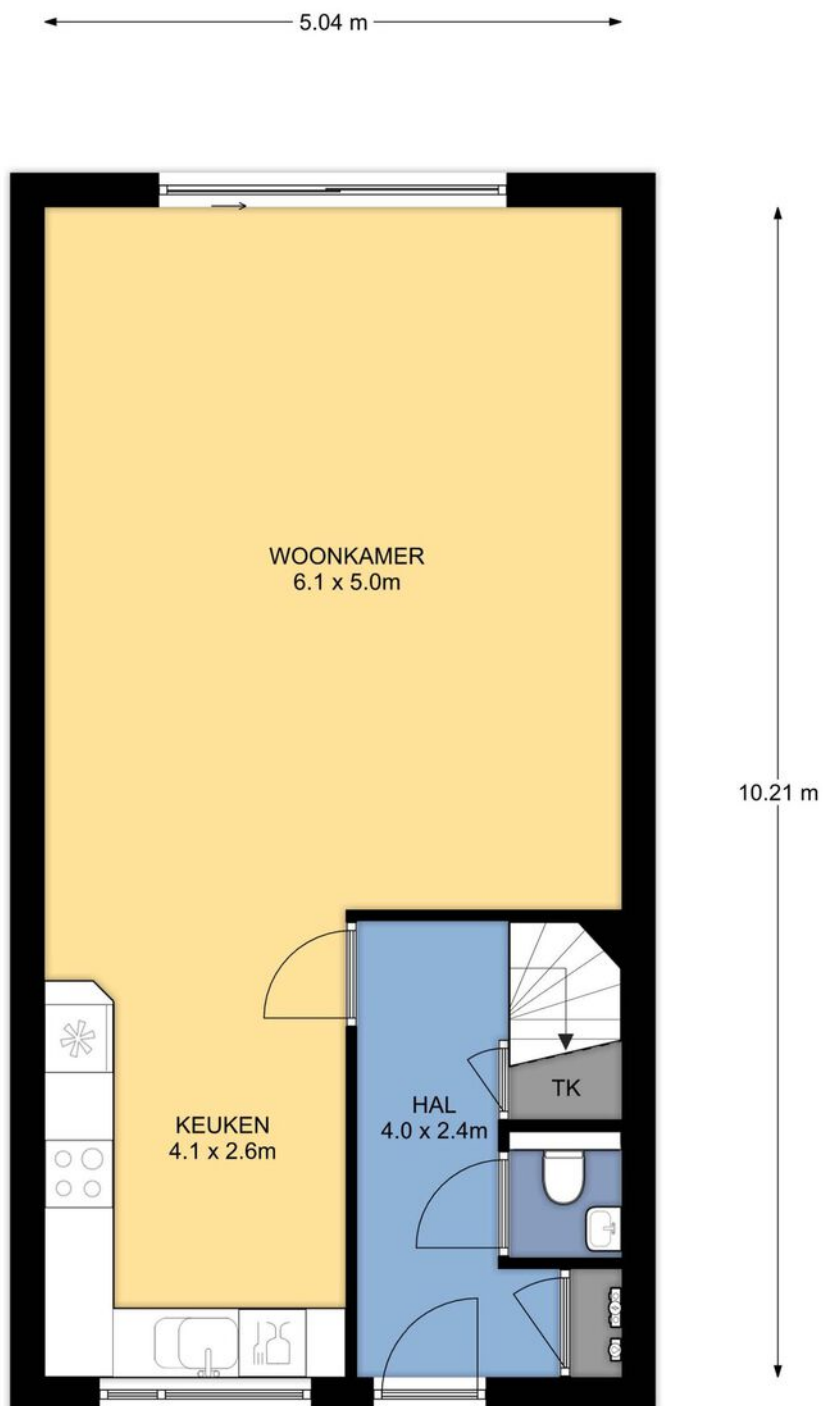 5.04 m
WOONKAMER
6.1 x 5.0m
10.21 m
TK
HAL
4.0 x 2.4m
KEUKEN
4.1 x 2.6m